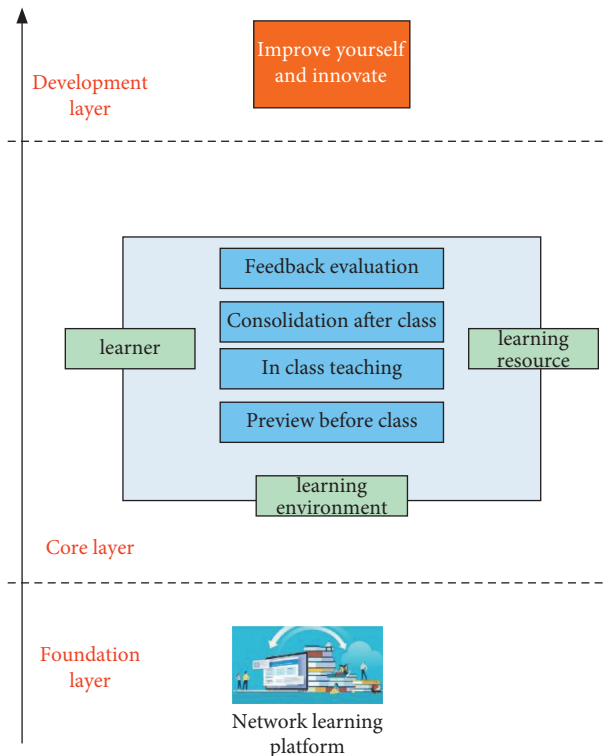 Improve yourself
and innovate
Development
layer
Feedback evaluation
Consolidation after class
learner
In class teaching
learning
resource
Preview before class
learning
environment
Core layer
Foundation
layer
Network learning
platform